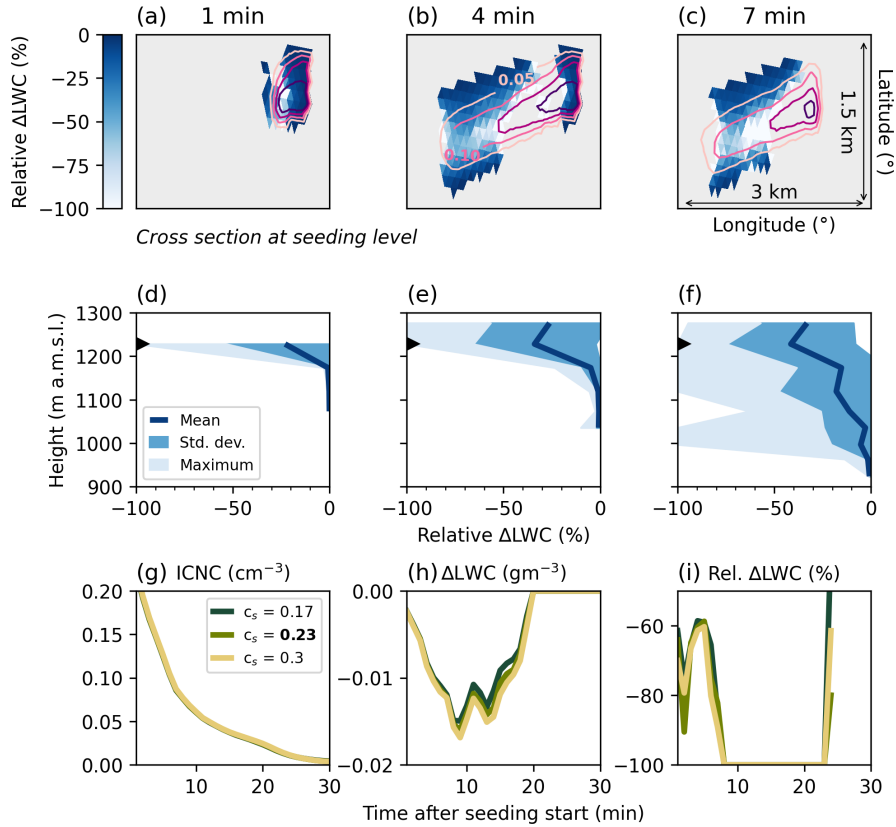 (a) 1 min
(b) 4 min
(c) 7 min
0
−25
−50
−75
−100
Relative ΔLWC (%)
0.05
0.10
1.5 km
3 km
Latitude (°)
Longitude (°)
Cross section at seeding level
(d)
(e)
(f)
1300
1200
1100
1000
900
Height (m a.m.s.l.)
Mean
Std. dev.
Maximum
−100 −50 0
−100 −50 0
−100 −50 0
Relative ΔLWC (%)
(g) ICNC (cm⁻³)
(h) ΔLWC (gm⁻³)
(i) Rel. ΔLWC (%)
0.20
0.15
0.10
0.05
0.00
cₛ = 0.17
cₛ = 0.23
cₛ = 0.3
0.00
−0.01
−0.02
−60
−80
−100
10 20 30
10 20 30
10 20 30
Time after seeding start (min)